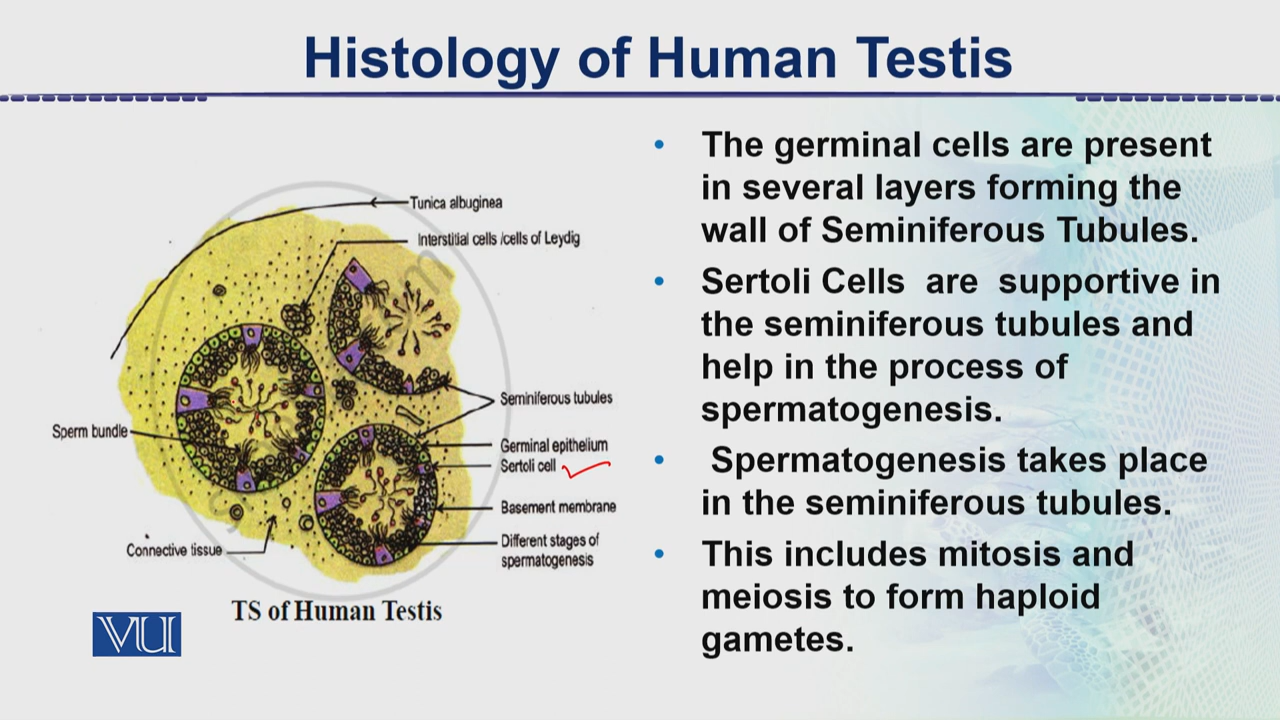 Histology of Human Testis
Tunica albuginea
Interstitial cells /cells of Leydig
Seminiferous tubules
Sperm bundle
Germinal epithelium
Sertoli cell
Basement membrane
Different stages of
spermatogenesis
Connective tissue
TS of Human Testis
VU
• The germinal cells are present
in several layers forming the
wall of Seminiferous Tubules.
• Sertoli Cells are supportive in
the seminiferous tubules and
help in the process of
spermatogenesis.
• Spermatogenesis takes place
in the seminiferous tubules.
• This includes mitosis and
meiosis to form haploid
gametes.